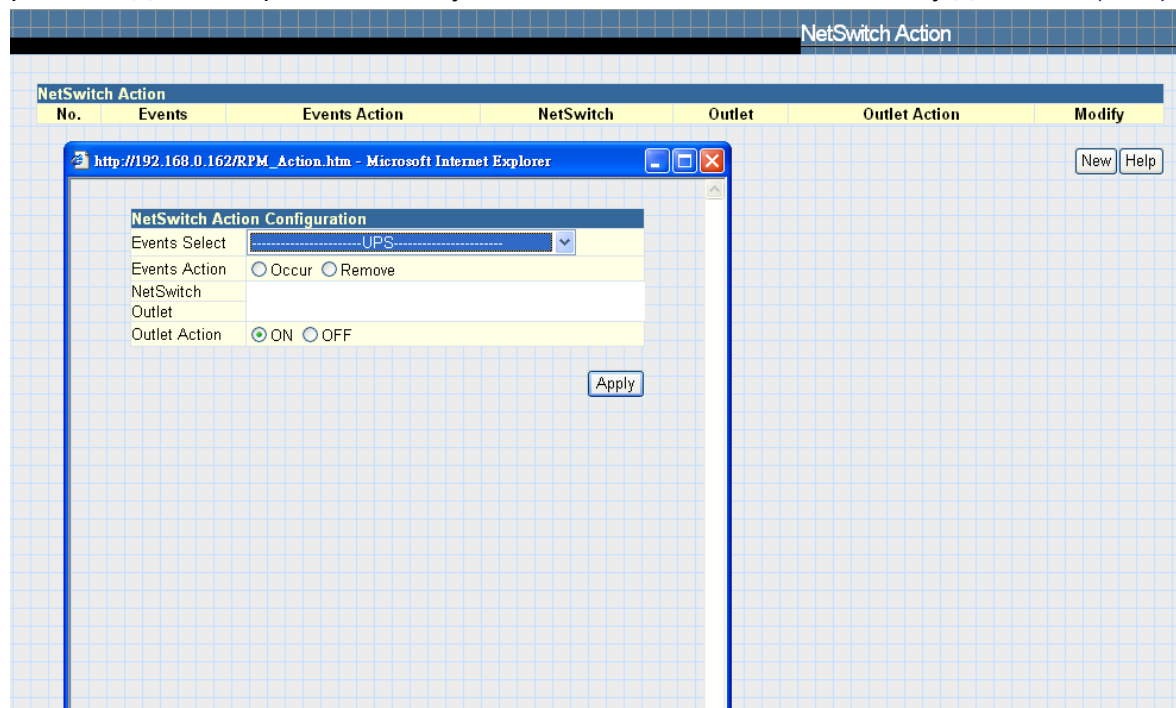 NetSwitch Action
NetSwitch Action
No. Events Events Action NetSwitch Outlet Outlet Action Modify
New Help
http://192.168.0.162/RPM_Action.htm - Microsoft Internet Explorer
NetSwitch Action Configuration
Events Select -----------------------UPS-----------------------
Events Action Occur Remove
NetSwitch
Outlet
Outlet Action ON OFF
Apply